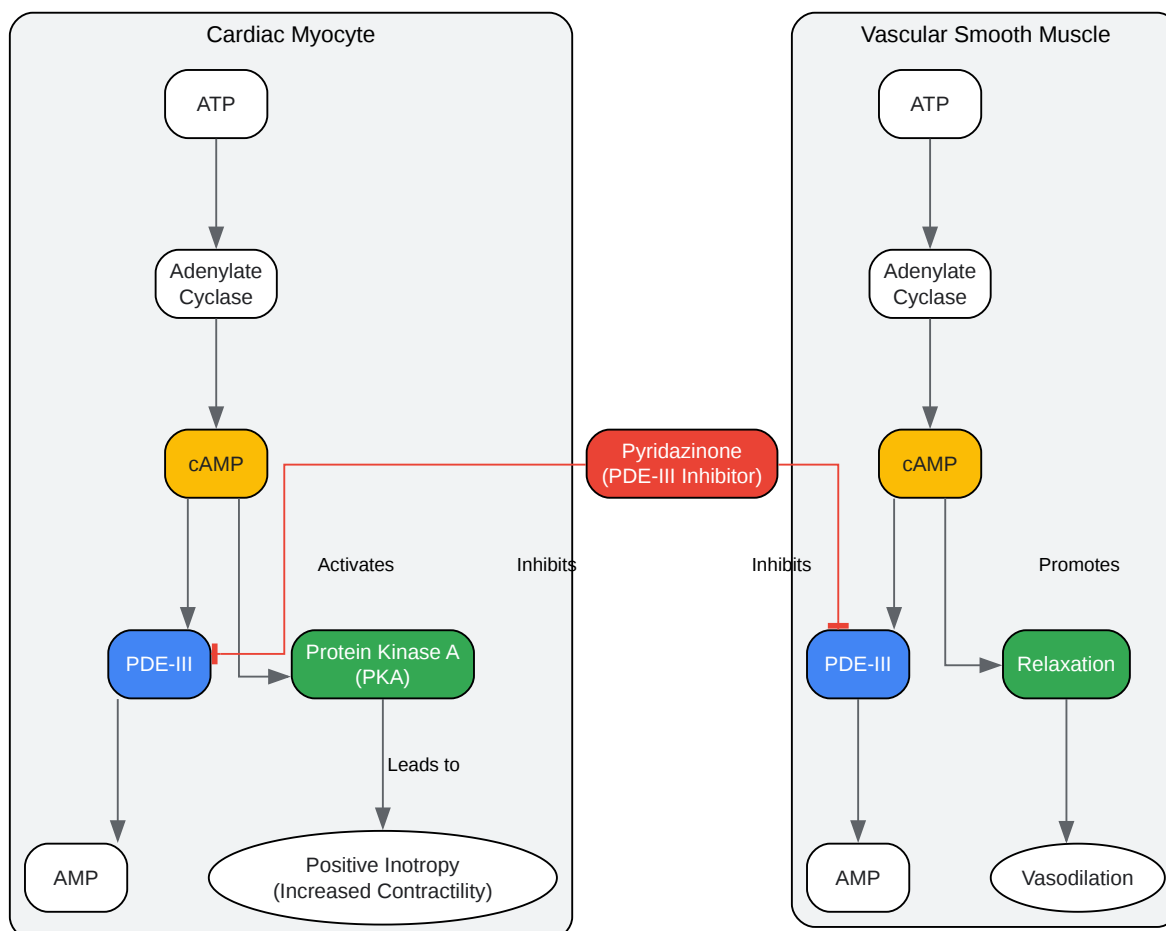 Cardiac Myocyte
ATP
Adenylate
Cyclase
cAMP
Activates
Inhibits
PDE-III
Protein Kinase A
(PKA)
Leads to
AMP
Positive Inotropy
(Increased Contractility)
Pyridazinone
(PDE-III Inhibitor)
Vascular Smooth Muscle
ATP
Adenylate
Cyclase
cAMP
Inhibits
Promotes
PDE-III
Relaxation
AMP
Vasodilation